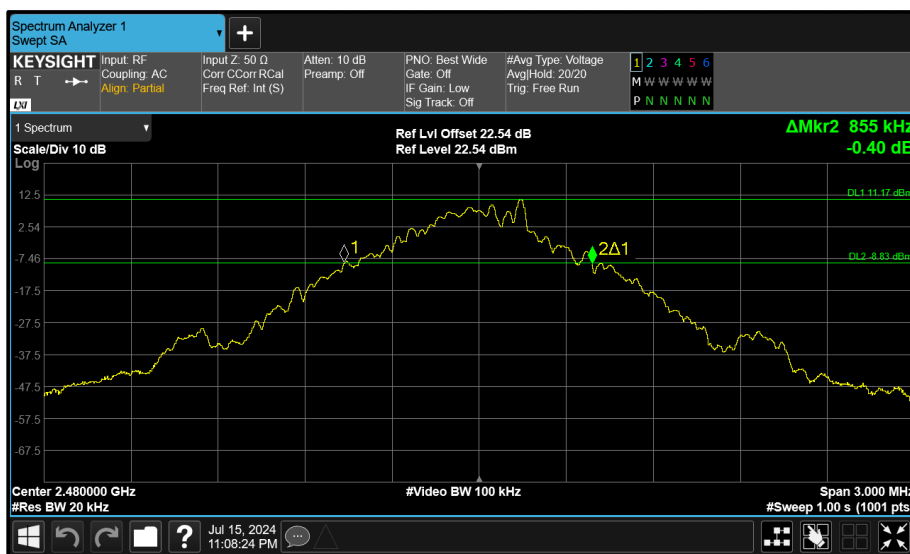 Spectrum Analyzer 1
Swept SA
+
KEYSIGHT
R T
LXI
Input: RF
Coupling: AC
Align: Partial
Input Z: 50 Ω
Corr CCorr RCal
Freq Ref: Int (S)
Atten: 10 dB
Preamp: Off
PNO: Best Wide
Gate: Off
IF Gain: Low
Sig Track: Off
#Avg Type: Voltage
Avg|Hold: 20/20
Trig: Free Run
1 2 3 4 5 6
M W W W W W
P N N N N N
1 Spectrum
Scale/Div 10 dB
Log
Ref Lvl Offset 22.54 dB
Ref Level 22.54 dBm
ΔMkr2 855 kHz
-0.40 dB
12.5
DL1 11.17 dBm
2.54
1
2Δ1
-7.46
DL2 -8.83 dBm
-17.5
-27.5
-37.5
-47.5
-57.5
-67.5
Center 2.480000 GHz
#Video BW 100 kHz
Span 3.000 MHz
#Res BW 20 kHz
#Sweep 1.00 s (1001 pts
?
Jul 15, 2024
11:08:24 PM